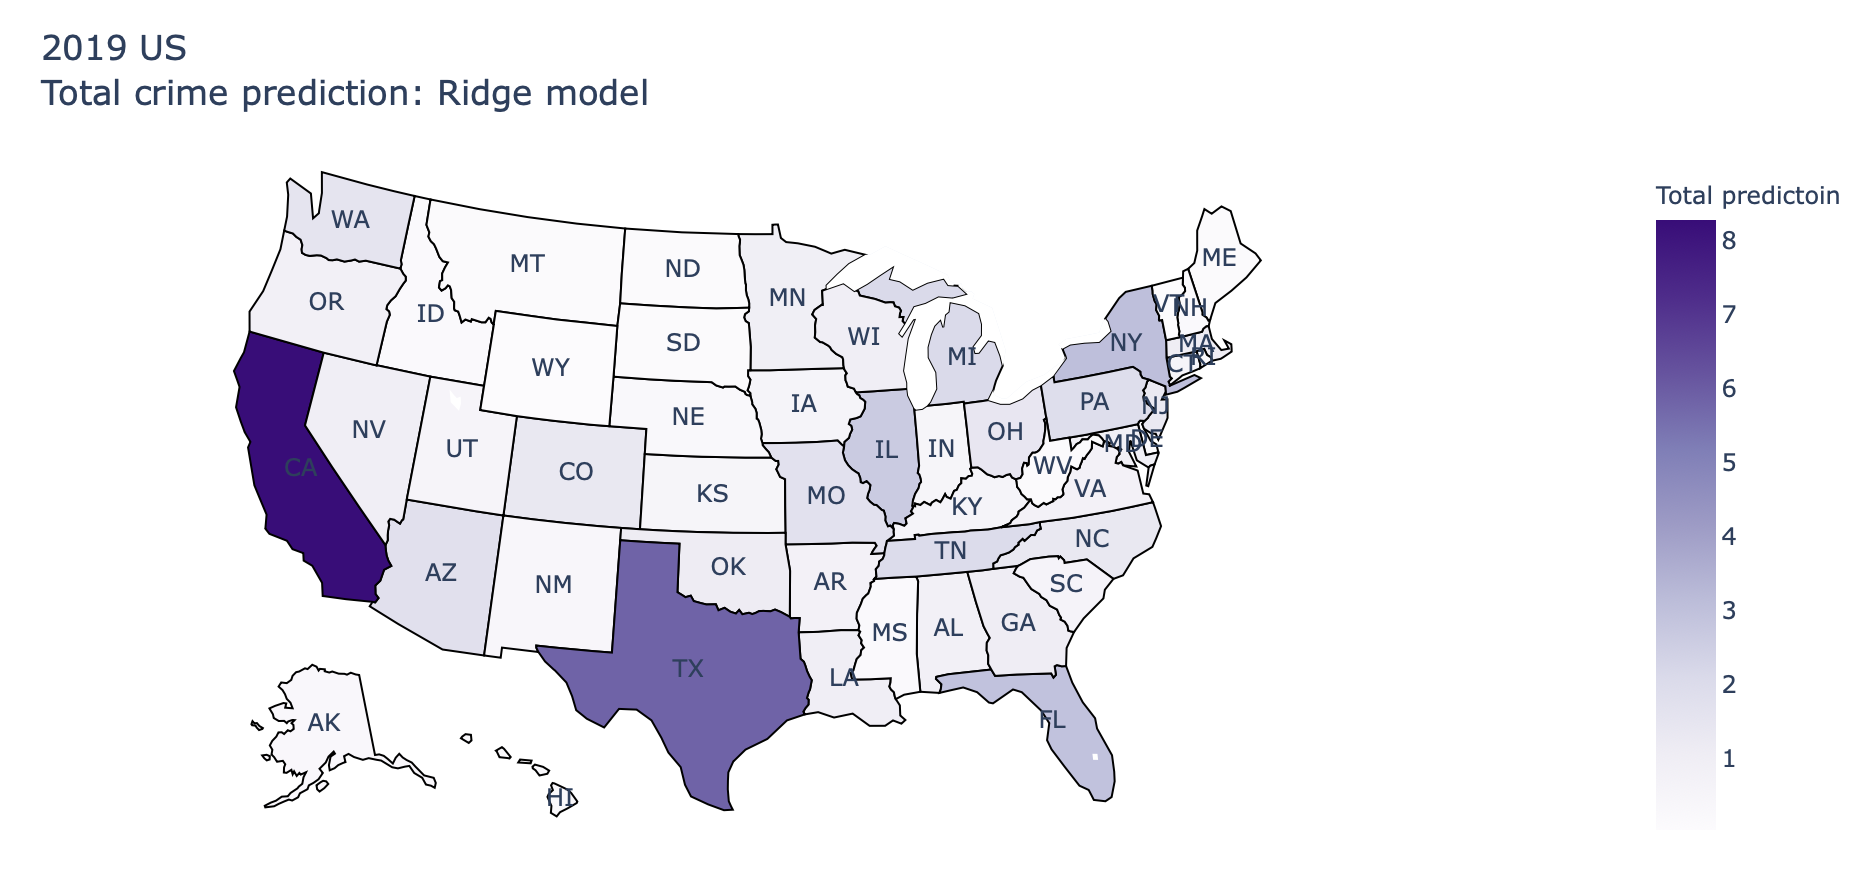 2019 US
Total crime prediction: Ridge model
Total predictoin
8
7
6
5
4
3
2
1
WA
MT
ND
MN
ME
OR
ID
SD
WI
MI
NY
VT
NH
WY
MA
CT
RI
CA
NV
UT
CO
NE
IA
IL
IN
OH
PA
NJ
MD
DE
KS
MO
KY
WV
VA
AZ
NM
OK
AR
TN
NC
SC
TX
LA
MS
AL
GA
FL
AK
HI